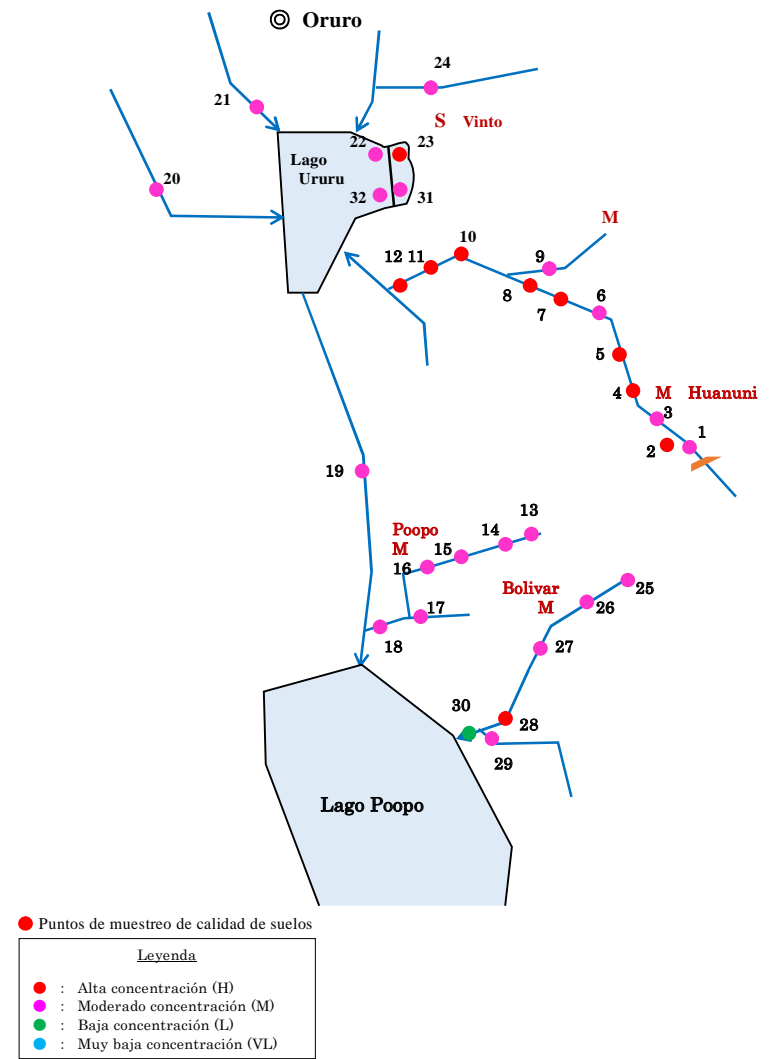 Oruro
24
21
S Vinto
22
23
Lago
Ururu
20
32
31
M
10
12 11
9
8
7
6
5
4
M Huanuni
3
1
2
19
13
Poopo
M
14
15
16
Bolivar
M
25
26
17
18
27
30
28
29
Lago Poopo
Puntos de muestreo de calidad de suelos
Leyenda
: Alta concentración (H)
: Moderado concentración (M)
: Baja concentración (L)
: Muy baja concentración (VL)